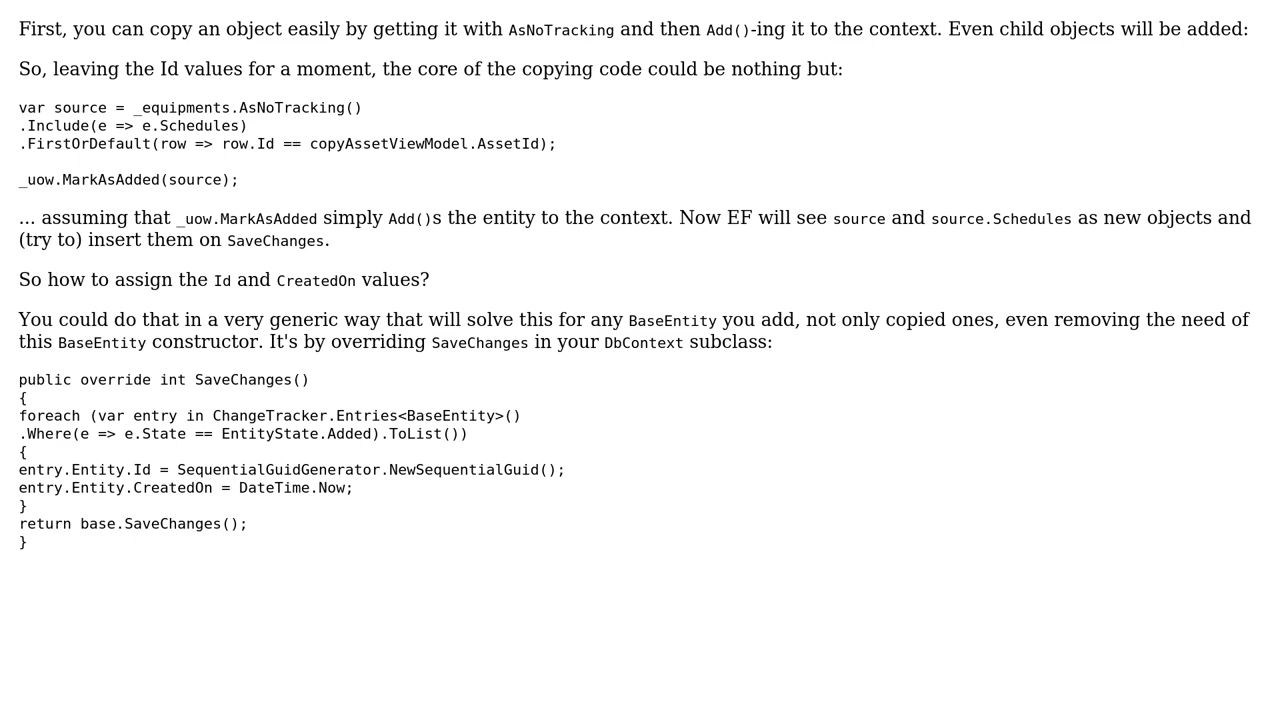 First, you can copy an object easily by getting it with AsNoTracking and then Add()-ing it to the context. Even child objects will be added:
So, leaving the Id values for a moment, the core of the copying code could be nothing but:
var source = _equipments.AsNoTracking()
.Include(e => e.Schedules)
.FirstOrDefault(row => row.Id == copyAssetViewModel.AssetId);
_uow.MarkAsAdded(source);
... assuming that _uow.MarkAsAdded simply Add()s the entity to the context. Now EF will see source and source.Schedules as new objects and
(try to) insert them on SaveChanges.
So how to assign the Id and CreatedOn values?
You could do that in a very generic way that will solve this for any BaseEntity you add, not only copied ones, even removing the need of
this BaseEntity constructor. It's by overriding SaveChanges in your DbContext subclass:
public override int SaveChanges()
{
foreach (var entry in ChangeTracker.Entries<BaseEntity>()
.Where(e => e.State == EntityState.Added).ToList())
{
entry.Entity.Id = SequentialGuidGenerator.NewSequentialGuid();
entry.Entity.CreatedOn = DateTime.Now;
}
return base.SaveChanges();
}